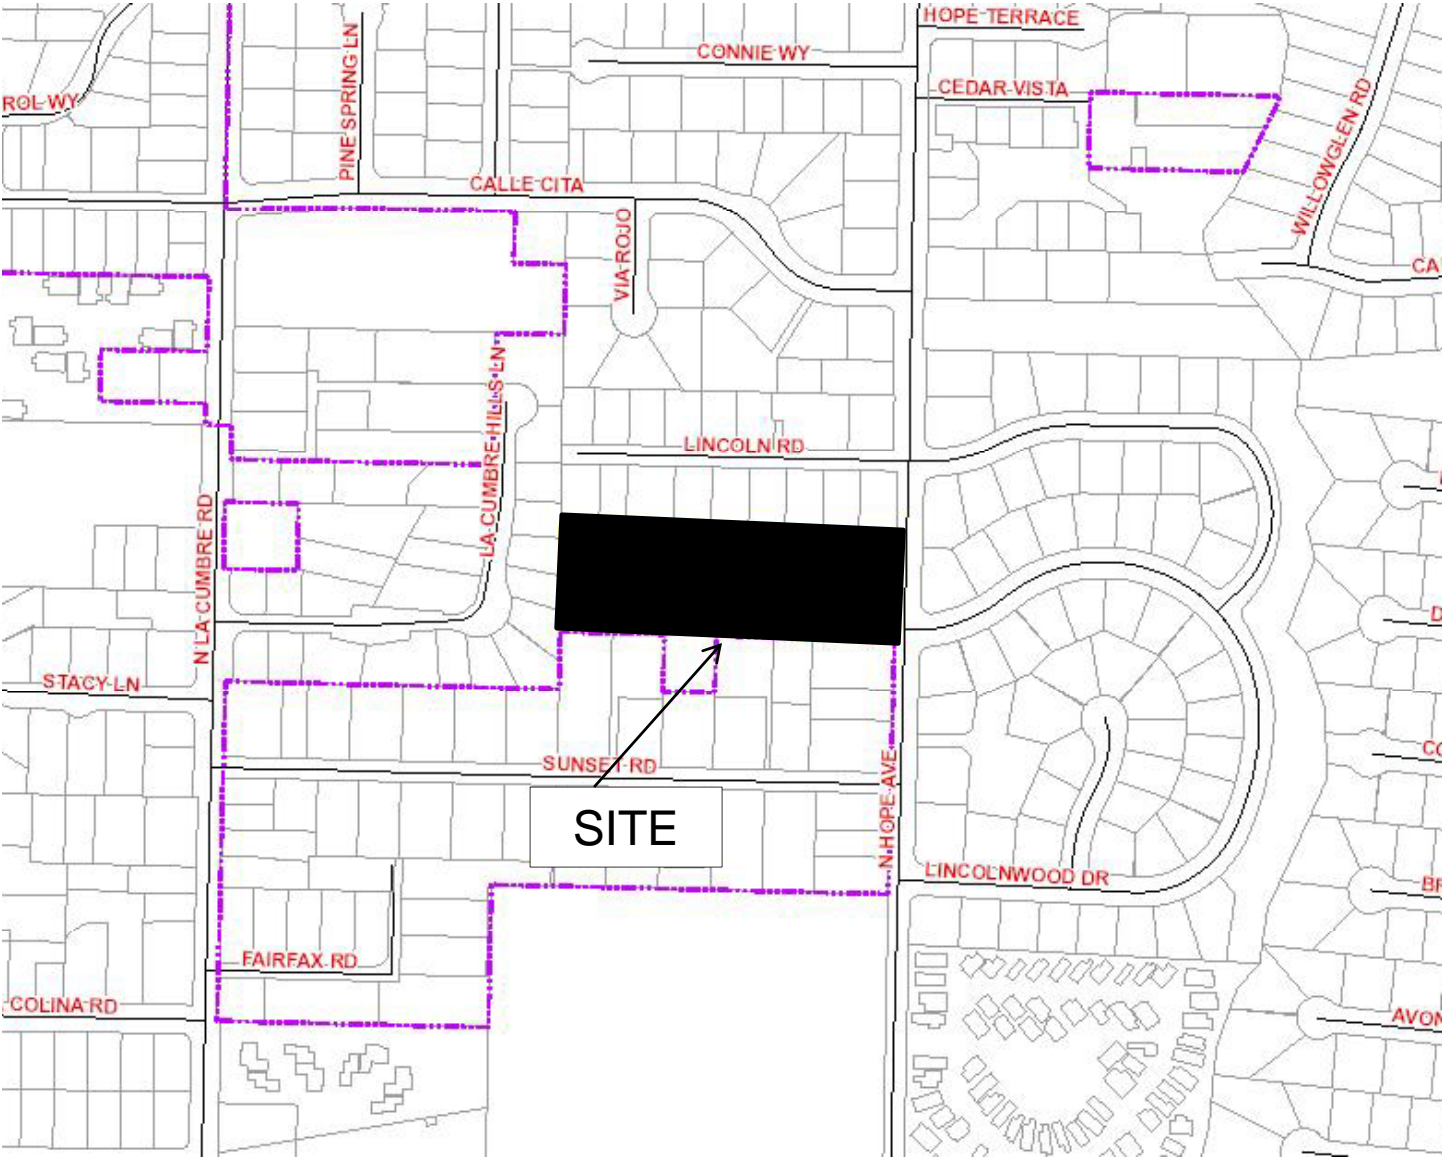 HOPE TERRACE
CONNIE WY
PINE SPRING LN
ROL WY
CEDAR VISTA
WILLOWGLEN RD
CALLE CITA
VIA ROJO
CA
LA CUMBRE HILLS LN
LINCOLN RD
N LA CUMBRE RD
D
STACY LN
SUNSET RD
N HOPE AVE
CO
SITE
LINCOLNWOOD DR
BR
FAIRFAX RD
COLINA RD
AVON